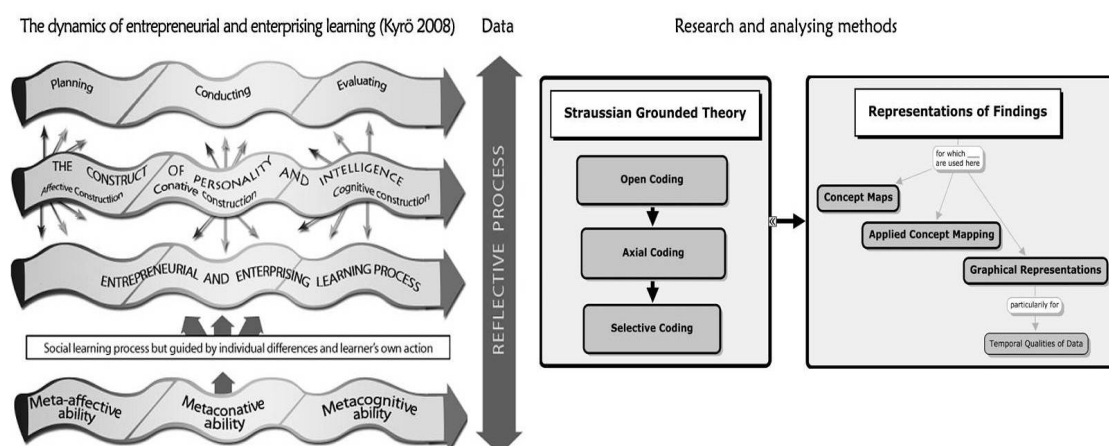 The dynamics of entrepreneurial and enterprising learning (Kyrö 2008)
Data
Research and analysing methods
Planning
Conducting
Evaluating
THE CONSTRUCT OF PERSONALITY AND INTELLIGENCE
Affective Construction
Conative Construction
Cognitive construction
ENTREPRENEURIAL AND ENTERPRISING LEARNING PROCESS
Social learning process but guided by individual differences and learner's own action
Meta-affective
ability
Metaconative
ability
Metacognitive
ability
REFLECTIVE PROCESS
Straussian Grounded Theory
Open Coding
Axial Coding
Selective Coding
Representations of Findings
for which ___
are used here
Concept Maps
Applied Concept Mapping
Graphical Representations
particularily for
Temporal Qualities of Data